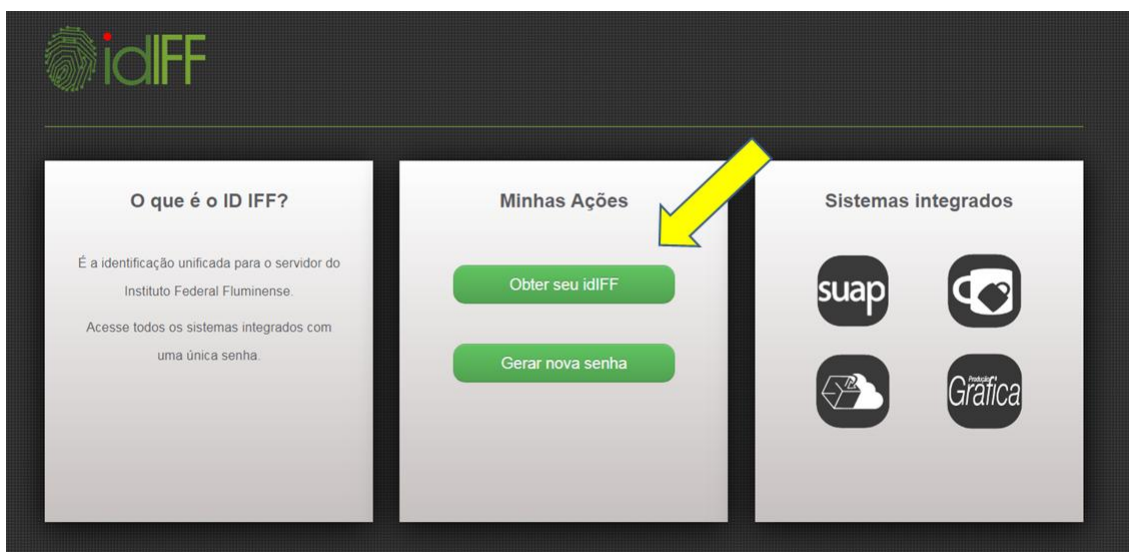 idIFF
O que é o ID IFF?
É a identificação unificada para o servidor do
Instituto Federal Fluminense.
Acesse todos os sistemas integrados com
uma única senha.
Minhas Ações
Obter seu idIFF
Gerar nova senha
Sistemas integrados
suap
Produção
Gráfica